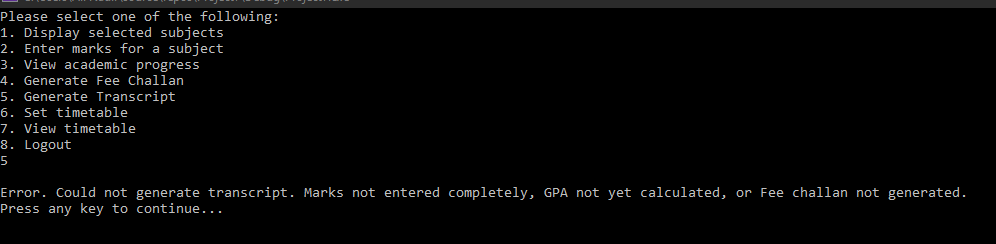 Please select one of the following:
1. Display selected subjects
2. Enter marks for a subject
3. View academic progress
4. Generate Fee Challan
5. Generate Transcript
6. Set timetable
7. View timetable
8. Logout
5
Error. Could not generate transcript. Marks not entered completely, GPA not yet calculated, or Fee challan not generated.
Press any key to continue...